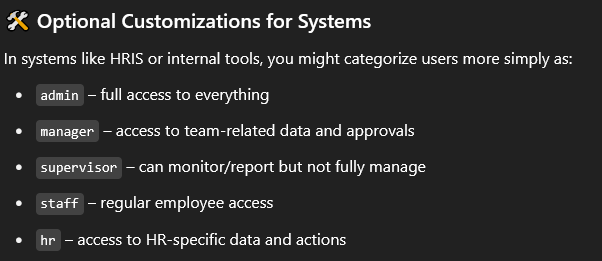 🛠 Optional Customizations for Systems
In systems like HRIS or internal tools, you might categorize users more simply as:
• admin – full access to everything
• manager – access to team-related data and approvals
• supervisor – can monitor/report but not fully manage
• staff – regular employee access
• hr – access to HR-specific data and actions